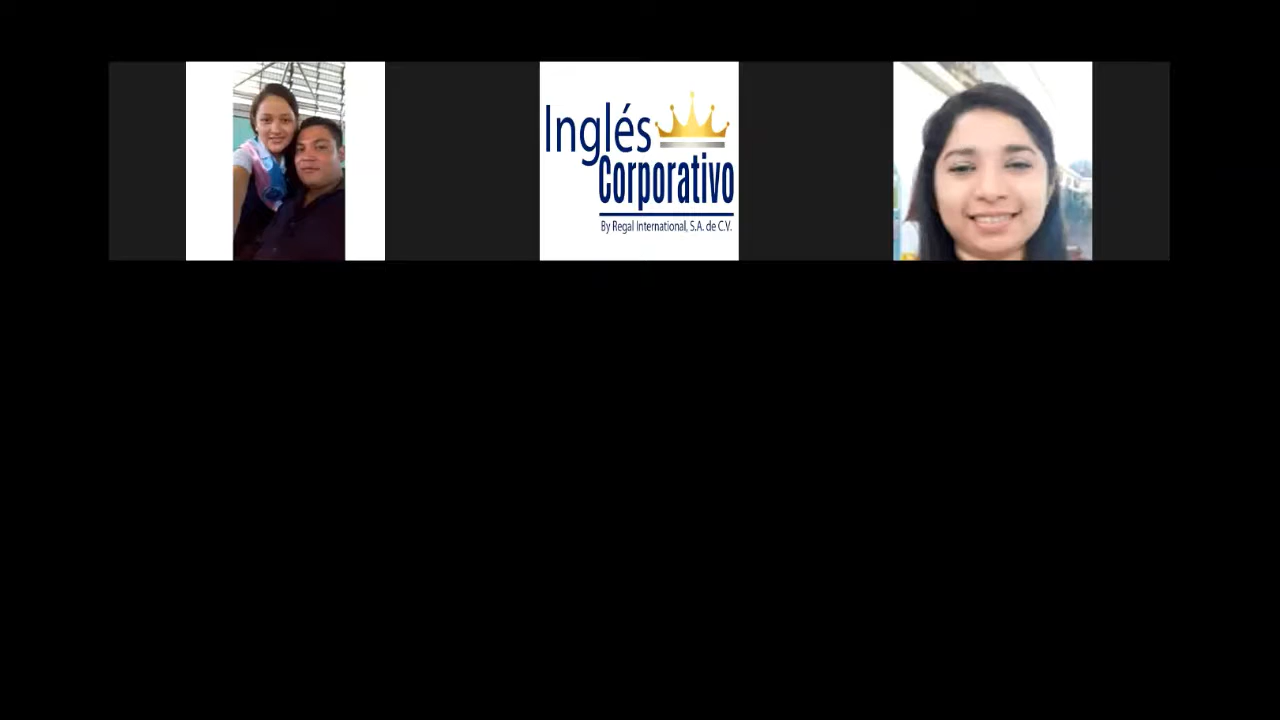 Inglés
Corporativo
By Regal International, S.A. de C.V.